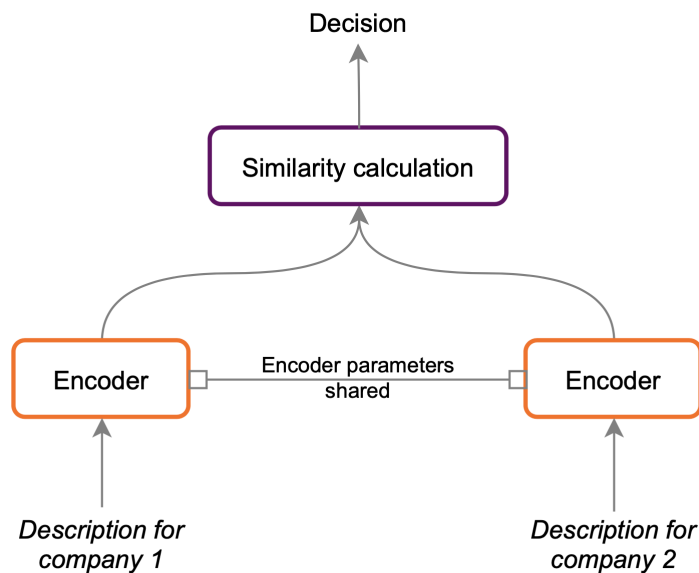 Decision
Similarity calculation
Encoder
Encoder parameters
shared
Encoder
Description for
company 1
Description for
company 2